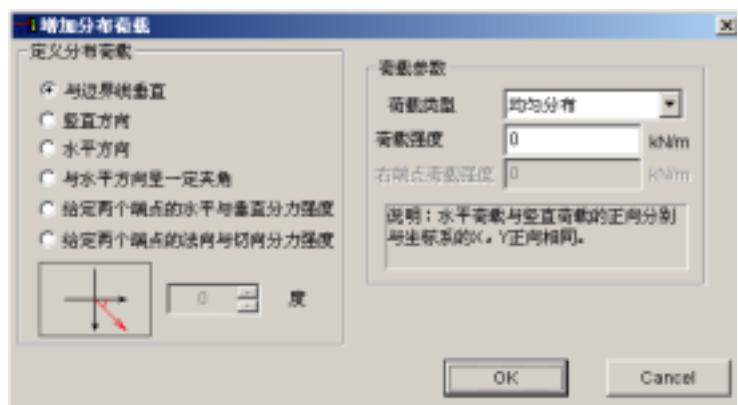 增加分布荷载
定义分布荷载
与边界线垂直
竖直方向
水平方向
与水平方向呈一定夹角
给定两个端点的水平与垂直分力强度
给定两个端点的法向与切向分力强度
0 度
荷载参数
荷载类型 均匀分布
荷载强度 0 kN/m
右端点荷载强度 0 kN/m
说明：水平荷载与竖直荷载的正向分别
与坐标系的X，Y正向相同。
OK Cancel